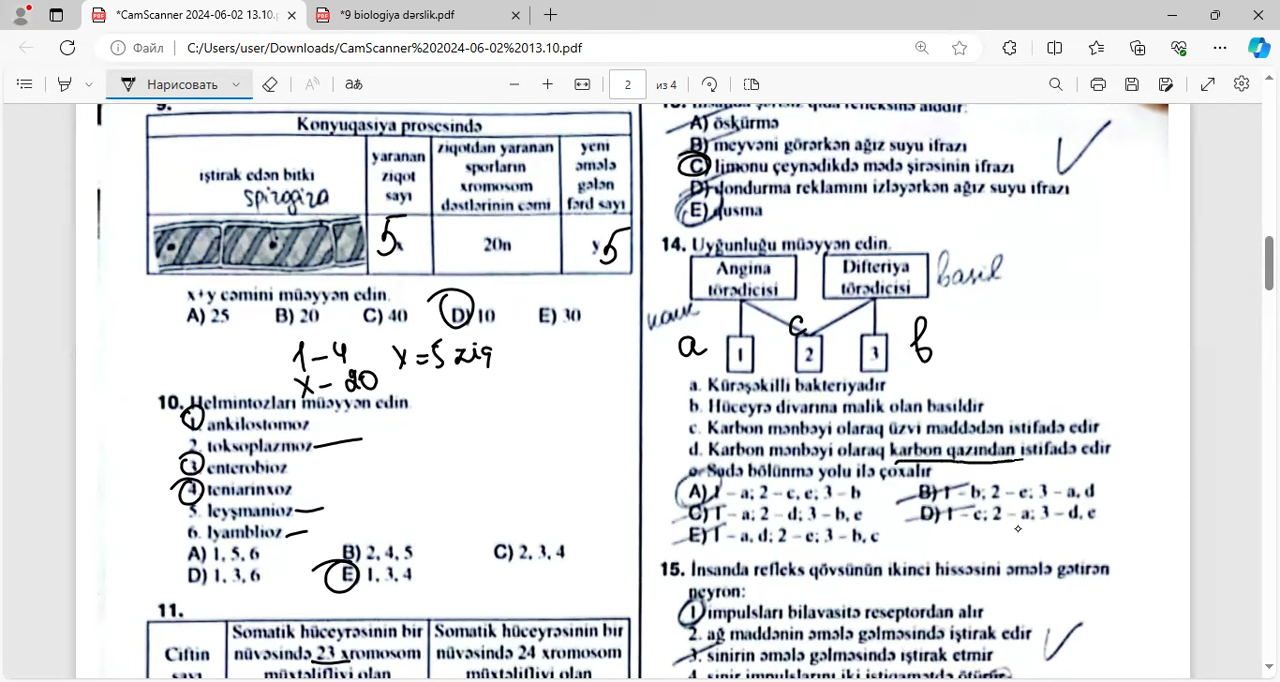 *CamScanner 2024-06-02 13.10.p
*9 biologiya dərslik.pdf
Файл
C:/Users/user/Downloads/CamScanner%202024-06-02%2013.10.pdf
Нарисовать
2
из 4
9.
Konyuqasiya prosesində
iştirak edən bitki
spirogira
yaranan ziqot sayı
ziqotdan yaranan sporların xromosom dəstlərinin cəmi
yeni əmələ gələn fərd sayı
5
20n
y 5
x+y cəmini müəyyən edin.
A) 25 B) 20 C) 40 D) 10 E) 30
1 – 4 x = 5 ziq
x – 20
10. Helmintozları müəyyən edin.
1. ankilostomoz
2. toksoplazmoz
3. enterobioz
4. teniarinxoz
5. leyşmanioz
6. lyamblioz
A) 1, 5, 6 B) 2, 4, 5 C) 2, 3, 4
D) 1, 3, 6 E) 1, 3, 4
11.
Cütün
Somatik hüceyrəsinin bir nüvəsində 23 xromosom müxtəlifliyi olan
Somatik hüceyrəsinin bir nüvəsində 24 xromosom müxtəlifliyi olan
A) öskürmə
B) meyvəni görərkən ağız suyu ifrazı
C) limonu çeynədikdə mədə şirəsinin ifrazı
D) dondurma reklamını izləyərkən ağız suyu ifrazı
E) qusma
14. Uyğunluğu müəyyən edin.
Angina törədicisi
Difteriya törədicisi
basil
a 1 c 2 3 b
a. Kürəşəkilli bakteriyadır
b. Hüceyrə divarına malik olan basildir
c. Karbon mənbəyi olaraq üzvi maddədən istifadə edir
d. Karbon mənbəyi olaraq karbon qazından istifadə edir
e. Sadə bölünmə yolu ilə çoxalır
A) 1 – a; 2 – c, e; 3 – b B) 1 – b; 2 – e; 3 – a, d
C) 1 – a; 2 – d; 3 – b, e D) 1 – c; 2 – a; 3 – d, e
E) 1 – a, d; 2 – e; 3 – b, c
15. İnsanda refleks qövsünün ikinci hissəsini əmələ gətirən
neyron:
1. impulsları bilavasitə reseptordan alır
2. ağ maddənin əmələ gəlməsində iştirak edir
3. sinirin əmələ gəlməsində iştirak etmir